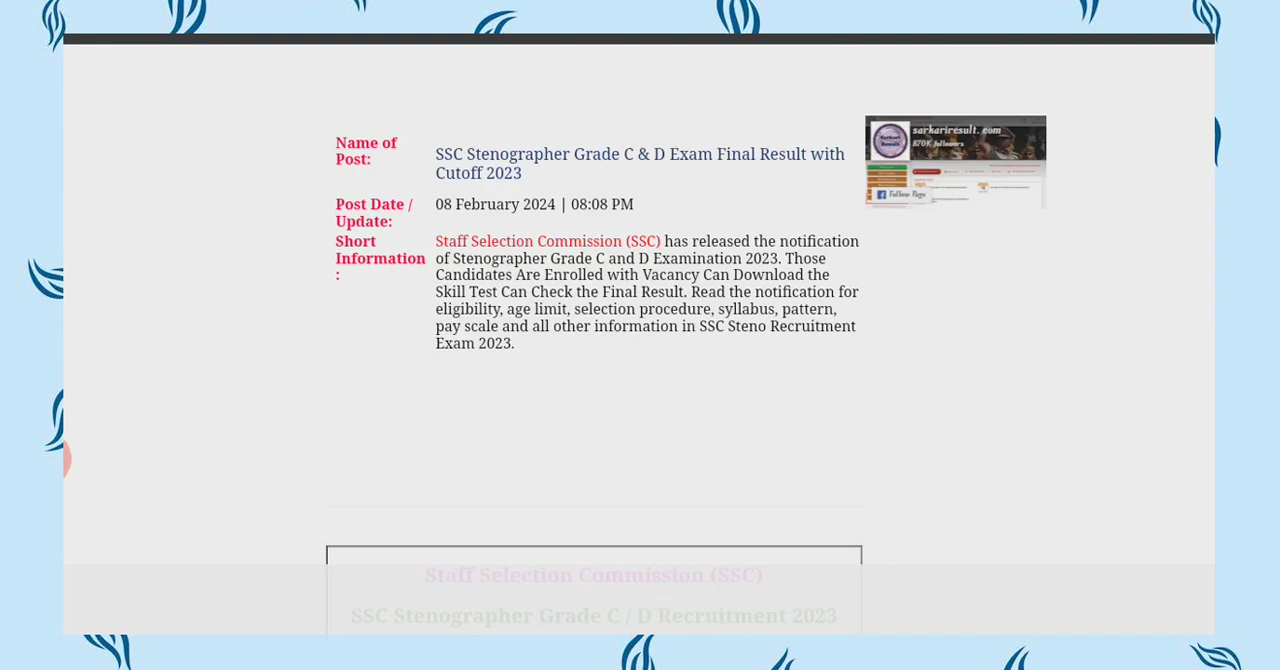 Name of
Post:
SSC Stenographer Grade C & D Exam Final Result with
Cutoff 2023
Post Date /
Update:
08 February 2024 | 08:08 PM
Short
Information
:
Staff Selection Commission (SSC) has released the notification
of Stenographer Grade C and D Examination 2023. Those
Candidates Are Enrolled with Vacancy Can Download the
Skill Test Can Check the Final Result. Read the notification for
eligibility, age limit, selection procedure, syllabus, pattern,
pay scale and all other information in SSC Steno Recruitment
Exam 2023.
sarkariresult.com
870K followers
Follow Page
Staff Selection Commission (SSC)
SSC Stenographer Grade C / D Recruitment 2023